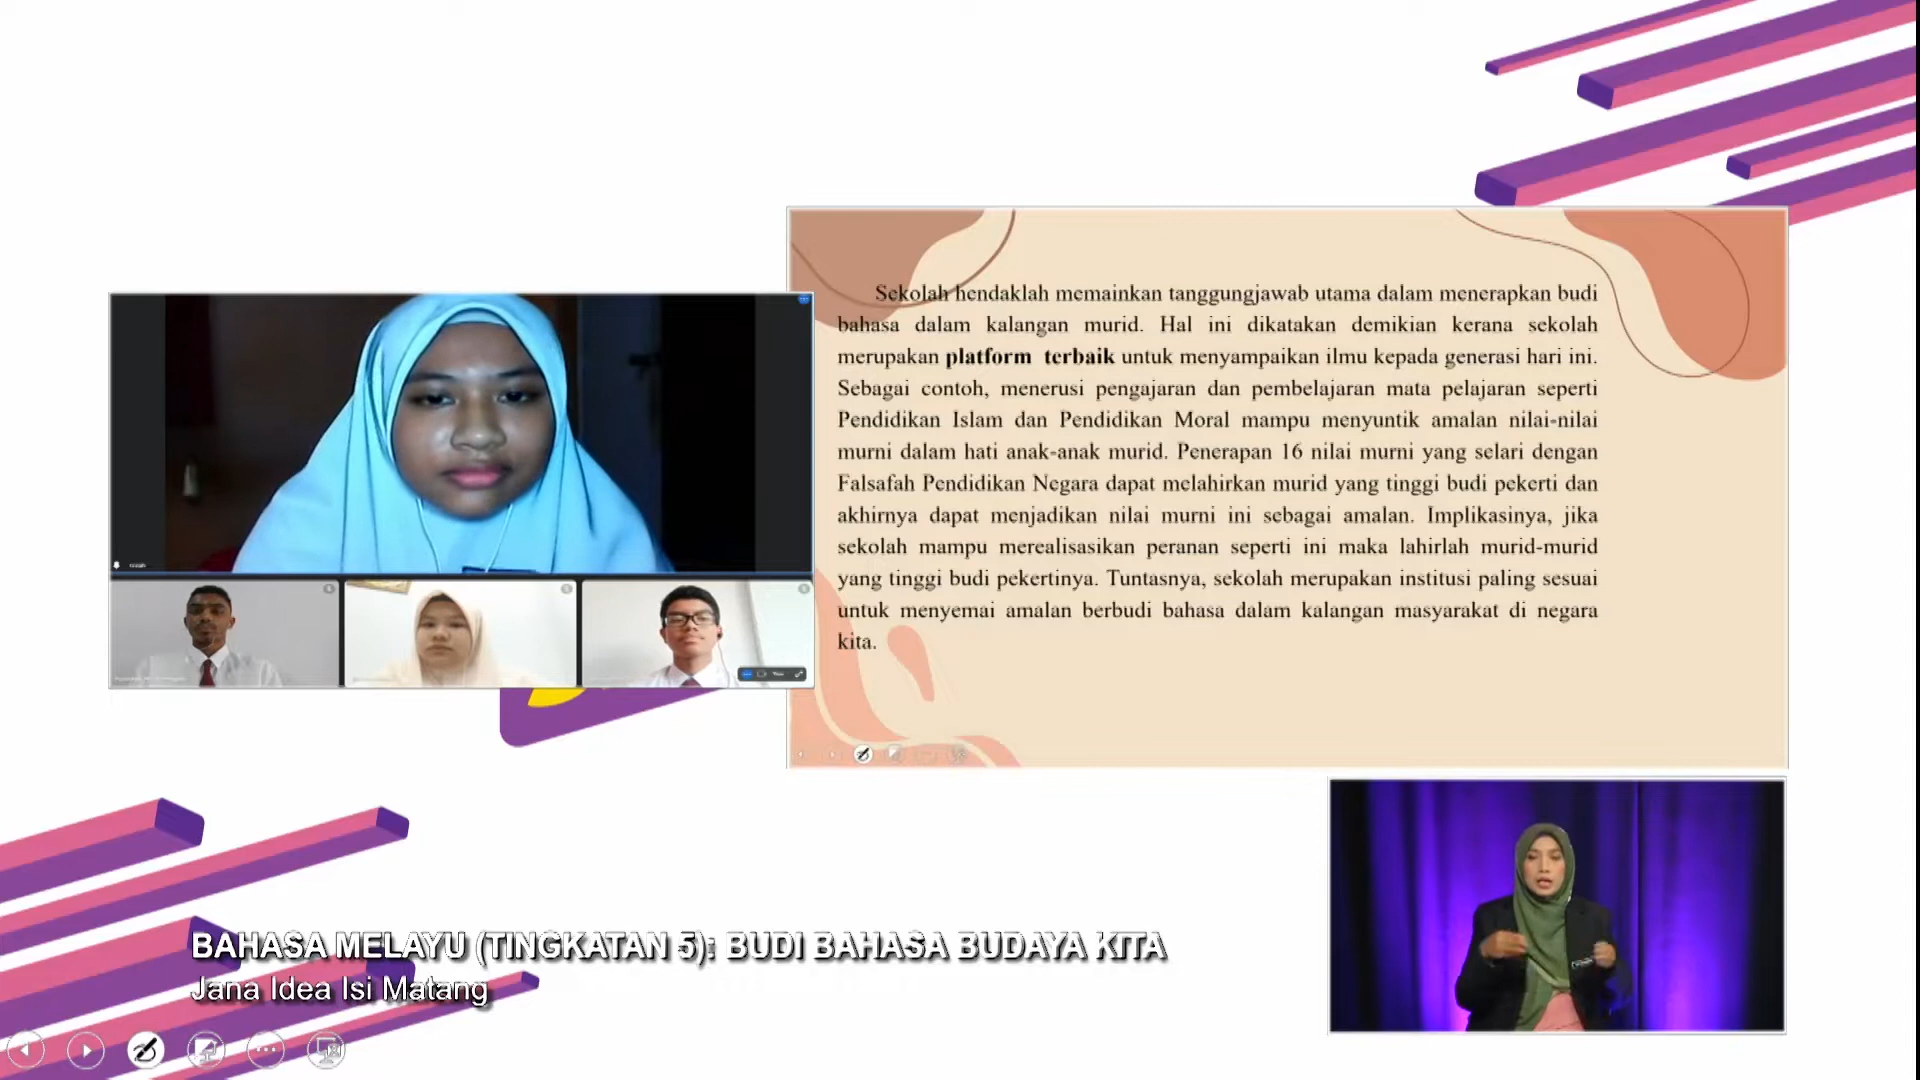 Sekolah hendaklah memainkan tanggungjawab utama dalam menerapkan budi
bahasa dalam kalangan murid. Hal ini dikatakan demikian kerana sekolah
merupakan platform terbaik untuk menyampaikan ilmu kepada generasi hari ini.
Sebagai contoh, menerusi pengajaran dan pembelajaran mata pelajaran seperti
Pendidikan Islam dan Pendidikan Moral mampu menyuntik amalan nilai-nilai
murni dalam hati anak-anak murid. Penerapan 16 nilai murni yang selari dengan
Falsafah Pendidikan Negara dapat melahirkan murid yang tinggi budi pekerti dan
akhirnya dapat menjadikan nilai murni ini sebagai amalan. Implikasinya, jika
sekolah mampu merealisasikan peranan seperti ini maka lahirlah murid-murid
yang tinggi budi pekertinya. Tuntasnya, sekolah merupakan institusi paling sesuai
untuk menyemai amalan berbudi bahasa dalam kalangan masyarakat di negara
kita.
BAHASA MELAYU (TINGKATAN 5): BUDI BAHASA BUDAYA KITA
Jana Idea Isi Matang